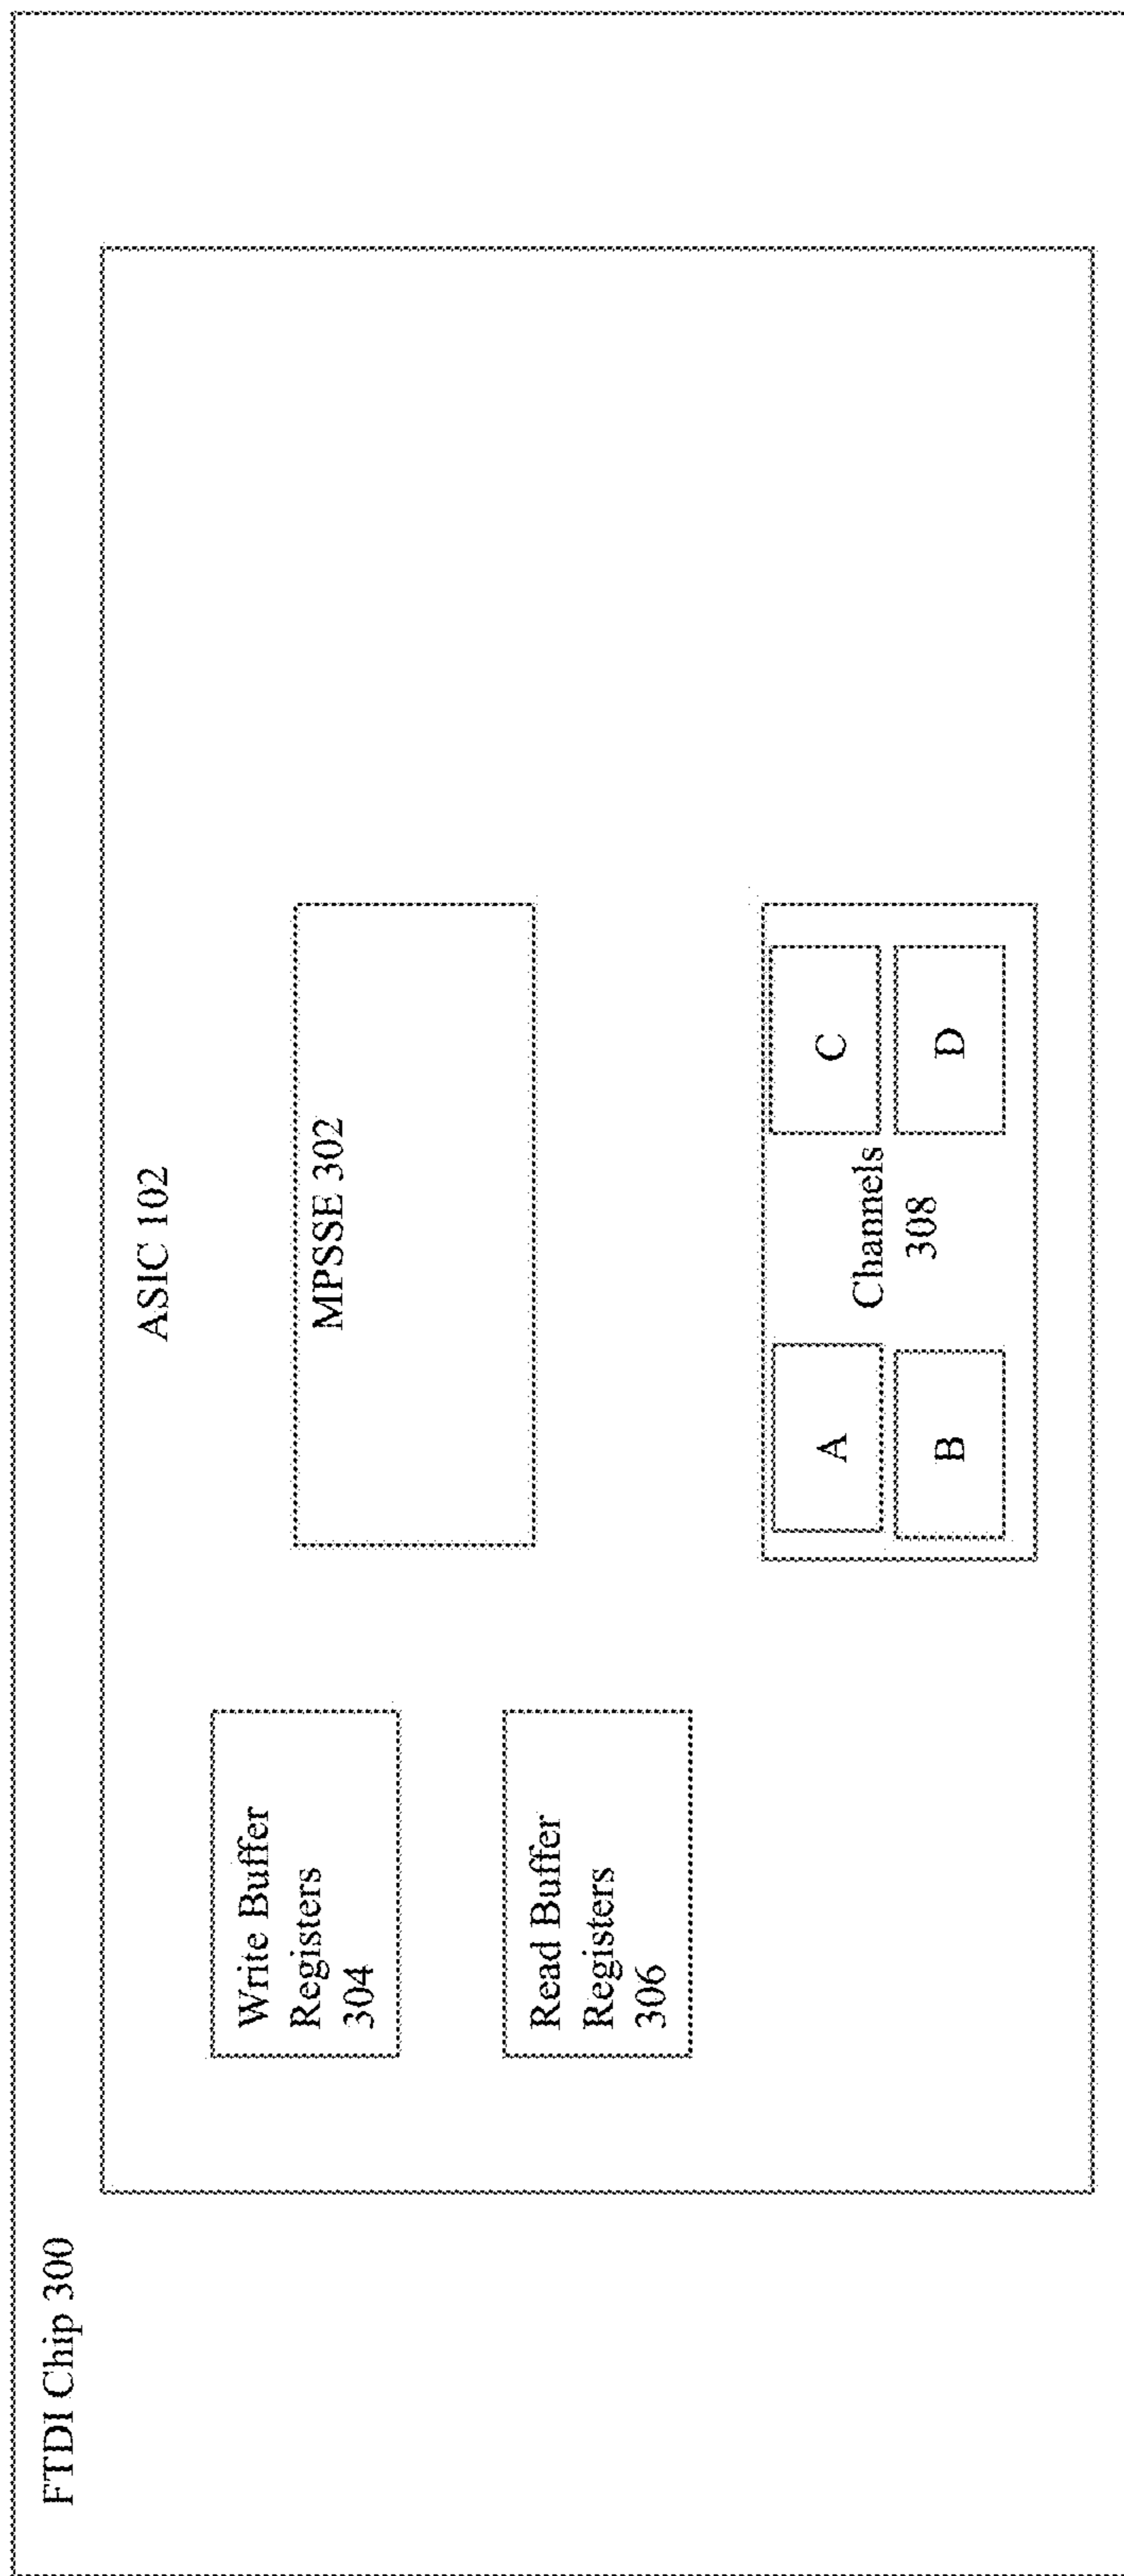 FTDI Chip 300
ASIC 102
Write Buffer
Registers
304
MPSSE 302
Read Buffer
Registers
306
A
C
Channels
308
B
D